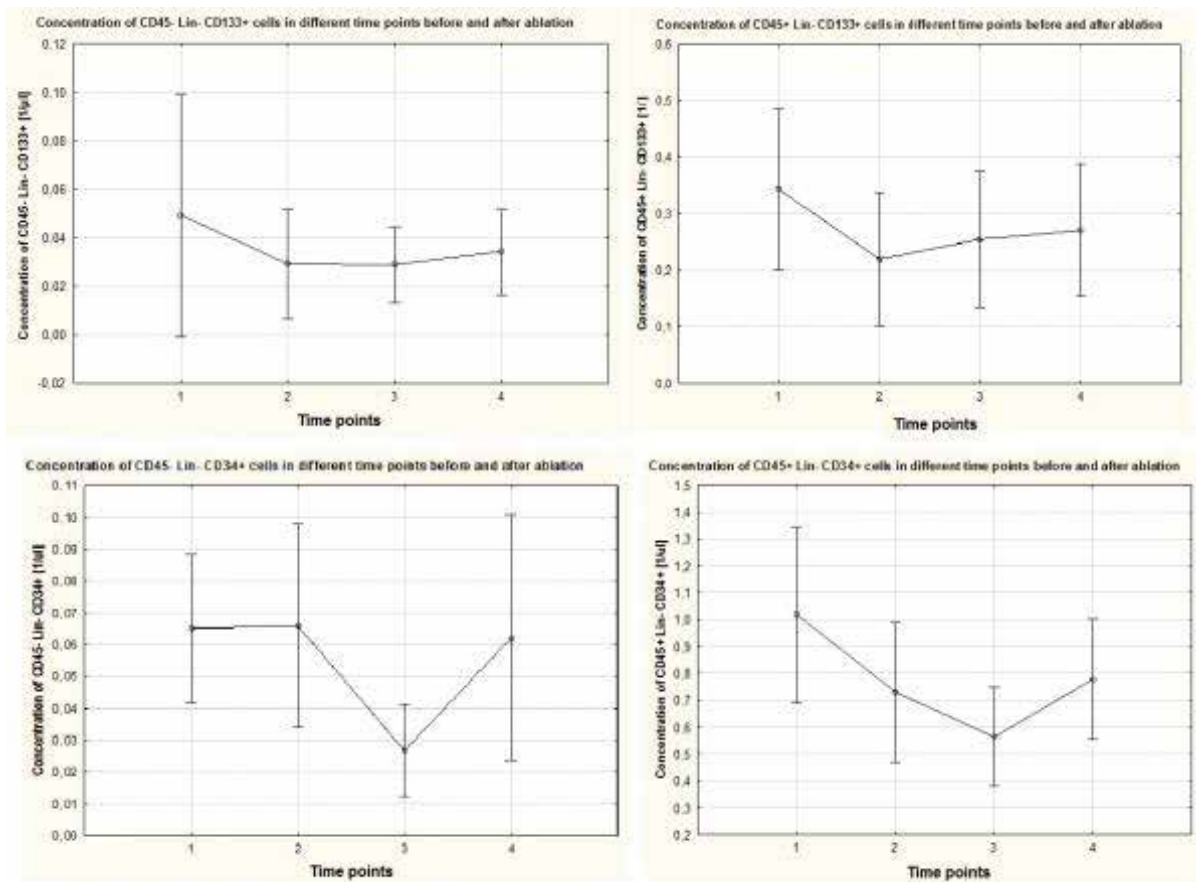 Concentration of CD45- Lin- CD133+ cells in different time points before and after ablation
Concentration of CD45- Lin- CD133+ [1/µl]
0,12
0,10
0,08
0,06
0,04
0,02
0,00
-0,02
1 2 3 4
Time points
Concentration of CD45+ Lin- CD133+ cells in different time points before and after ablation
Concentration of CD45+ Lin- CD133+ [1/]
0,6
0,5
0,4
0,3
0,2
0,1
0,0
1 2 3 4
Time points
Concentration of CD45- Lin- CD34+ cells in different time points before and after ablation
Concentration of CD45- Lin- CD34+ [1/ul]
0,11
0,10
0,09
0,08
0,07
0,06
0,05
0,04
0,03
0,02
0,01
0,00
1 2 3 4
Time points
Concentration of CD45+ Lin- CD34+ cells in different time points before and after ablation
Concentration of CD45+ Lin- CD34+ [1/ul]
1,5
1,4
1,3
1,2
1,1
1,0
0,9
0,8
0,7
0,6
0,5
0,4
0,3
0,2
1 2 3 4
Time points